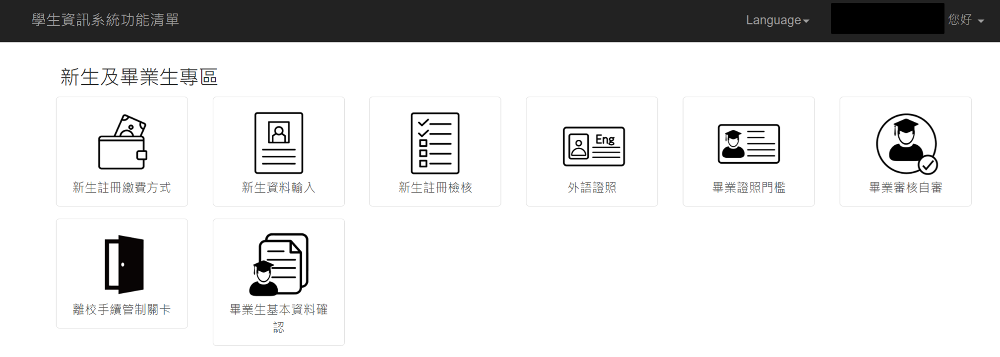 學生資訊系統功能清單
Language
您好
新生及畢業生專區
新生註冊繳費方式
新生資料輸入
新生註冊檢核
Eng
外語證照
畢業證照門檻
畢業審核自審
離校手續管制關卡
畢業生基本資料確
認